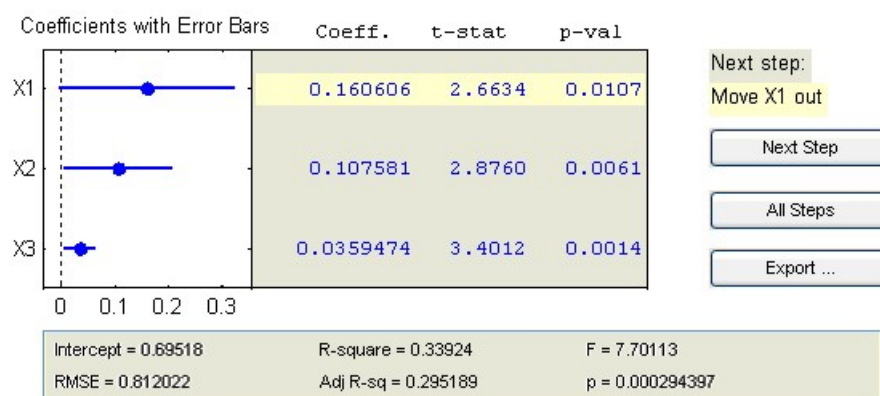 Coefficients with Error Bars Coeff. t-stat p-val
X1 0.160606 2.6634 0.0107
X2 0.107581 2.8760 0.0061
X3 0.0359474 3.4012 0.0014
0 0.1 0.2 0.3
Next step:
Move X1 out
Next Step
All Steps
Export ...
Intercept = 0.69518 R-square = 0.33924 F = 7.70113
RMSE = 0.812022 Adj R-sq = 0.295189 p = 0.000294397